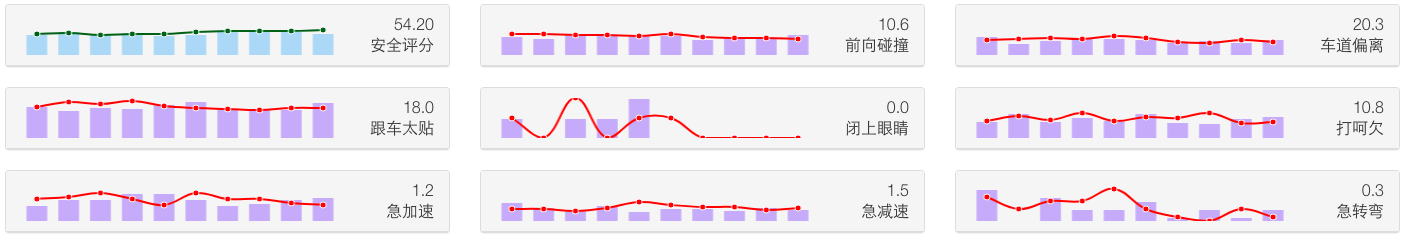 54.20
安全评分
10.6
前向碰撞
20.3
车道偏离
18.0
跟车太贴
0.0
闭上眼睛
10.8
打呵欠
1.2
急加速
1.5
急减速
0.3
急转弯